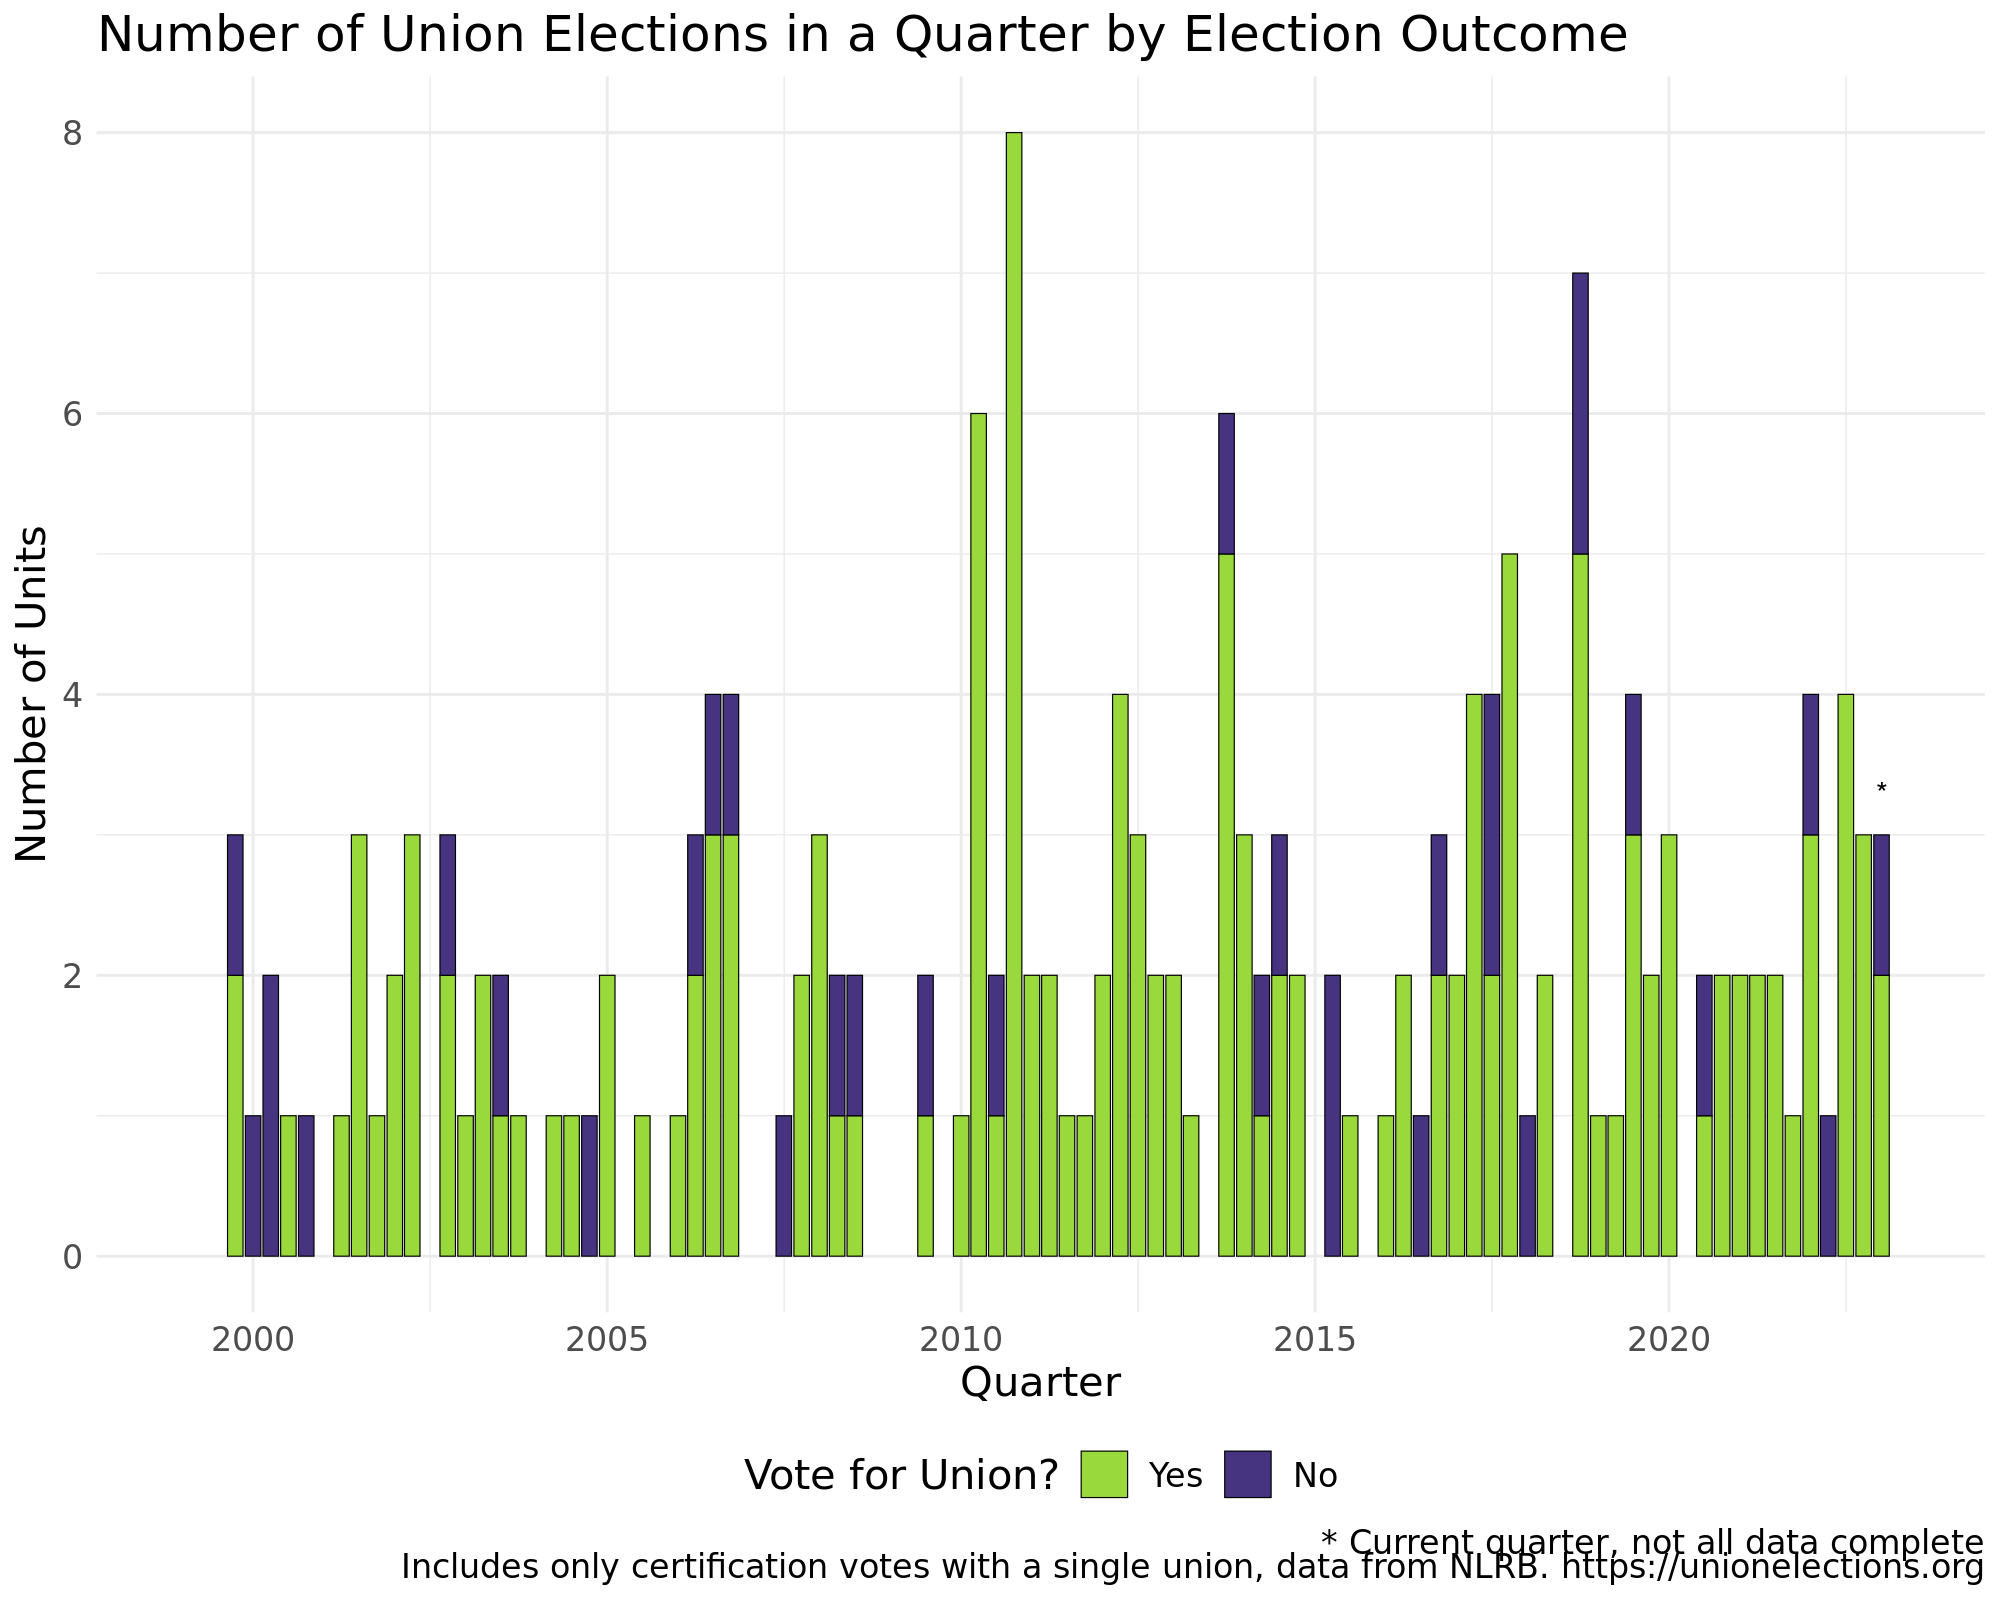 Number of Union Elections in a Quarter by Election Outcome
Number of Units
8
6
4
2
0
*
2000 2005 2010 2015 2020
Quarter
Vote for Union? Yes No
* Current quarter, not all data complete
Includes only certification votes with a single union, data from NLRB. https://unionelections.org